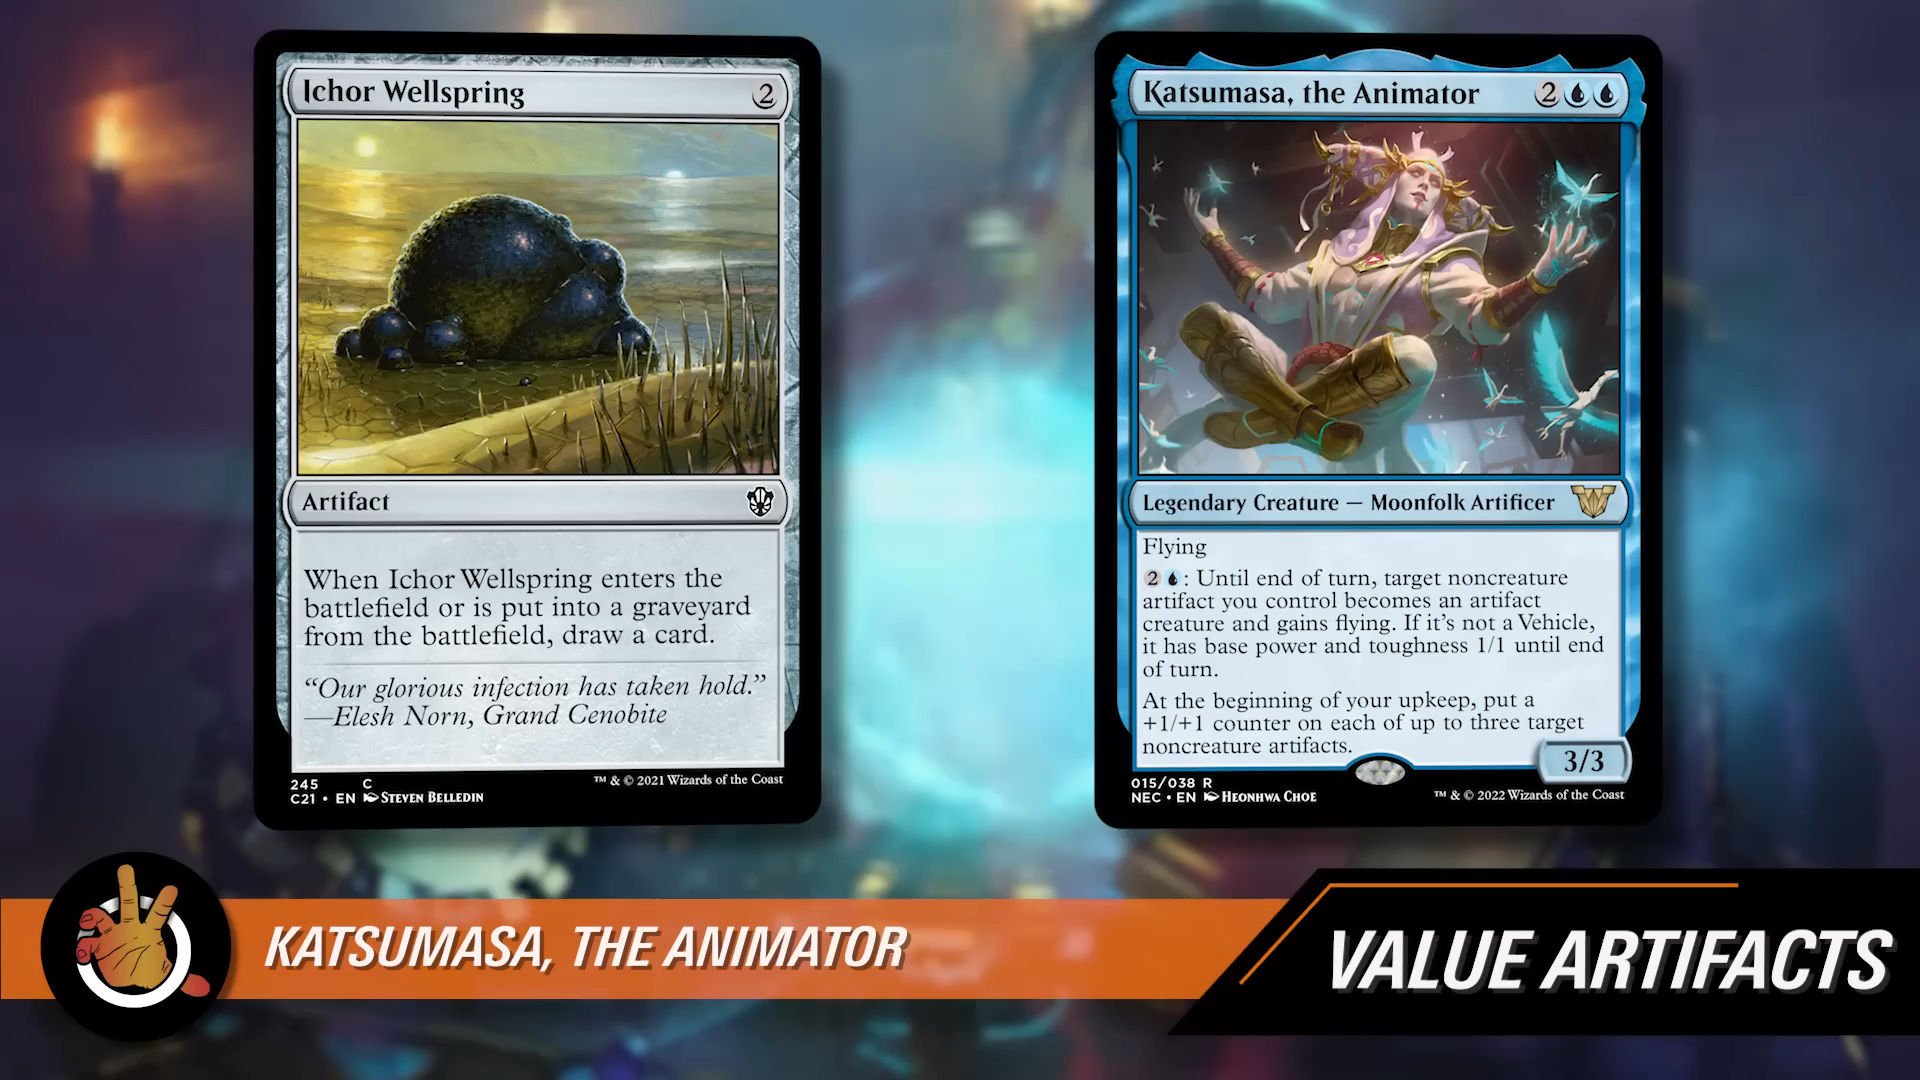 Ichor Wellspring
2
Artifact
When Ichor Wellspring enters the
battlefield or is put into a graveyard
from the battlefield, draw a card.
“Our glorious infection has taken hold.”
—Elesh Norn, Grand Cenobite
245 C
C21 • EN Steven Belledin
™ & © 2021 Wizards of the Coast
Katsumasa, the Animator
2
Legendary Creature — Moonfolk Artificer
Flying
2 : Until end of turn, target noncreature
artifact you control becomes an artifact
creature and gains flying. If it's not a Vehicle,
it has base power and toughness 1/1 until end
of turn.
At the beginning of your upkeep, put a
+1/+1 counter on each of up to three target
noncreature artifacts.
3/3
015/038 R
NEC • EN Heonhwa Choe
™ & © 2022 Wizards of the Coast
KATSUMASA, THE ANIMATOR
VALUE ARTIFACTS